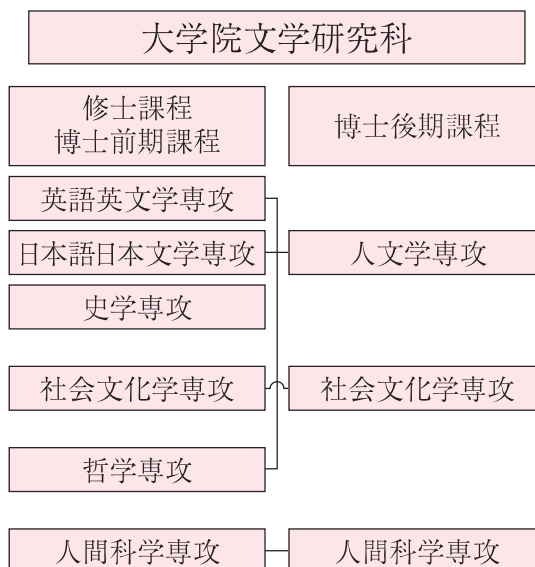 大学院文学研究科
修士課程
博士前期課程
博士後期課程
英語英文学専攻
日本語日本文学専攻
人文学専攻
史学専攻
社会文化学専攻
社会文化学専攻
哲学専攻
人間科学専攻
人間科学専攻